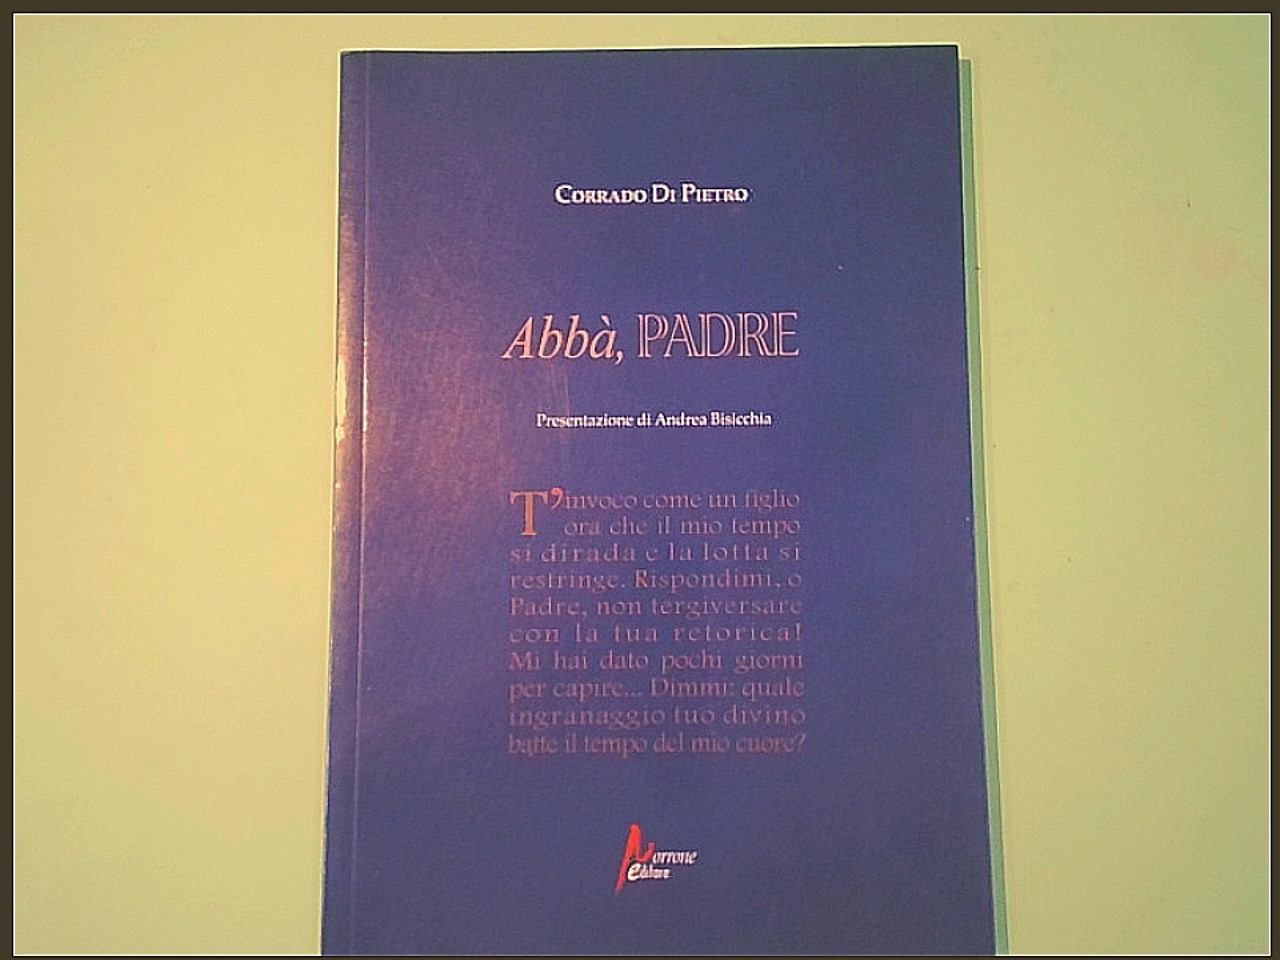 CORRADO DI PIETRO
Abbà, PADRE
Presentazione di Andrea Bisicchia
T'invoco come un figlio
ora che il mio tempo
si dirada e la lotta si
restringe. Rispondimi, o
Padre, non tergiversare
con la tua retorica!
Mi hai dato pochi giorni
per capire... Dimmi: quale
ingranaggio tuo divino
batte il tempo del mio cuore?
Morrone
editore